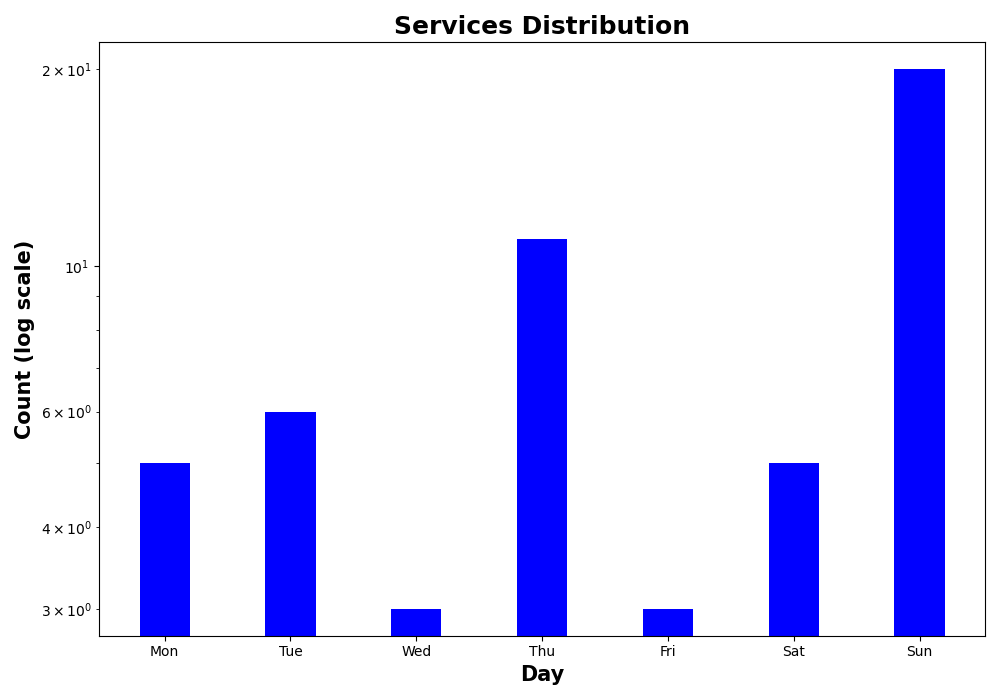 Services Distribution
Count (log scale)
2 × 10¹
10¹
6 × 10⁰
4 × 10⁰
3 × 10⁰
Mon Tue Wed Thu Fri Sat Sun
Day